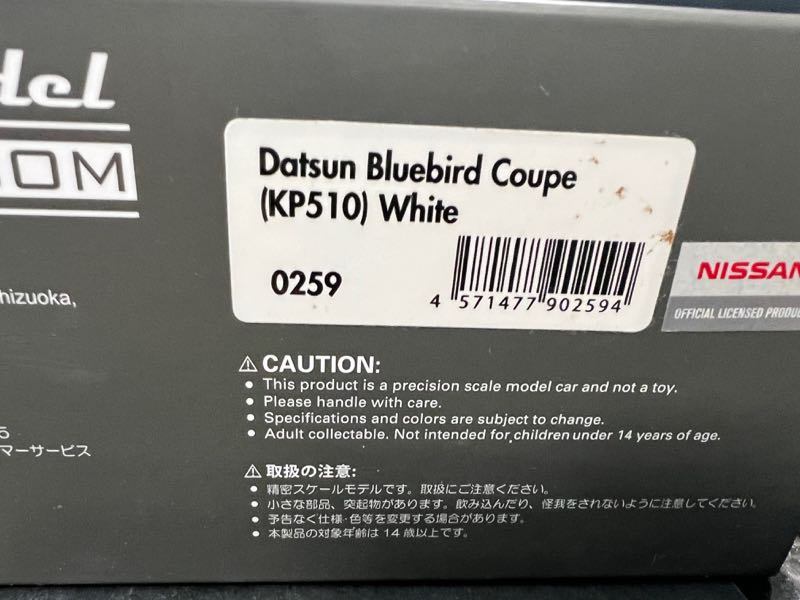 del
OM
Datsun Bluebird Coupe
(KP510) White
0259
4 571477 902594
NISSAN
OFFICIAL LICENSED PRODU
hizuoka,
⚠ CAUTION:
● This product is a precision scale model car and not a toy.
● Please handle with care.
● Specifications and colors are subject to change.
● Adult collectable. Not intended for children under 14 years of age.
5
マーサービス
⚠ 取扱の注意:
● 精密スケールモデルです。取扱にご注意ください。
● 小さな部品、突起物があります。飲み込んだり、怪我をされないように注意してください。
● 予告なく仕様・色等を変更する場合があります。
● 本製品の対象年齢は14歳以上です。